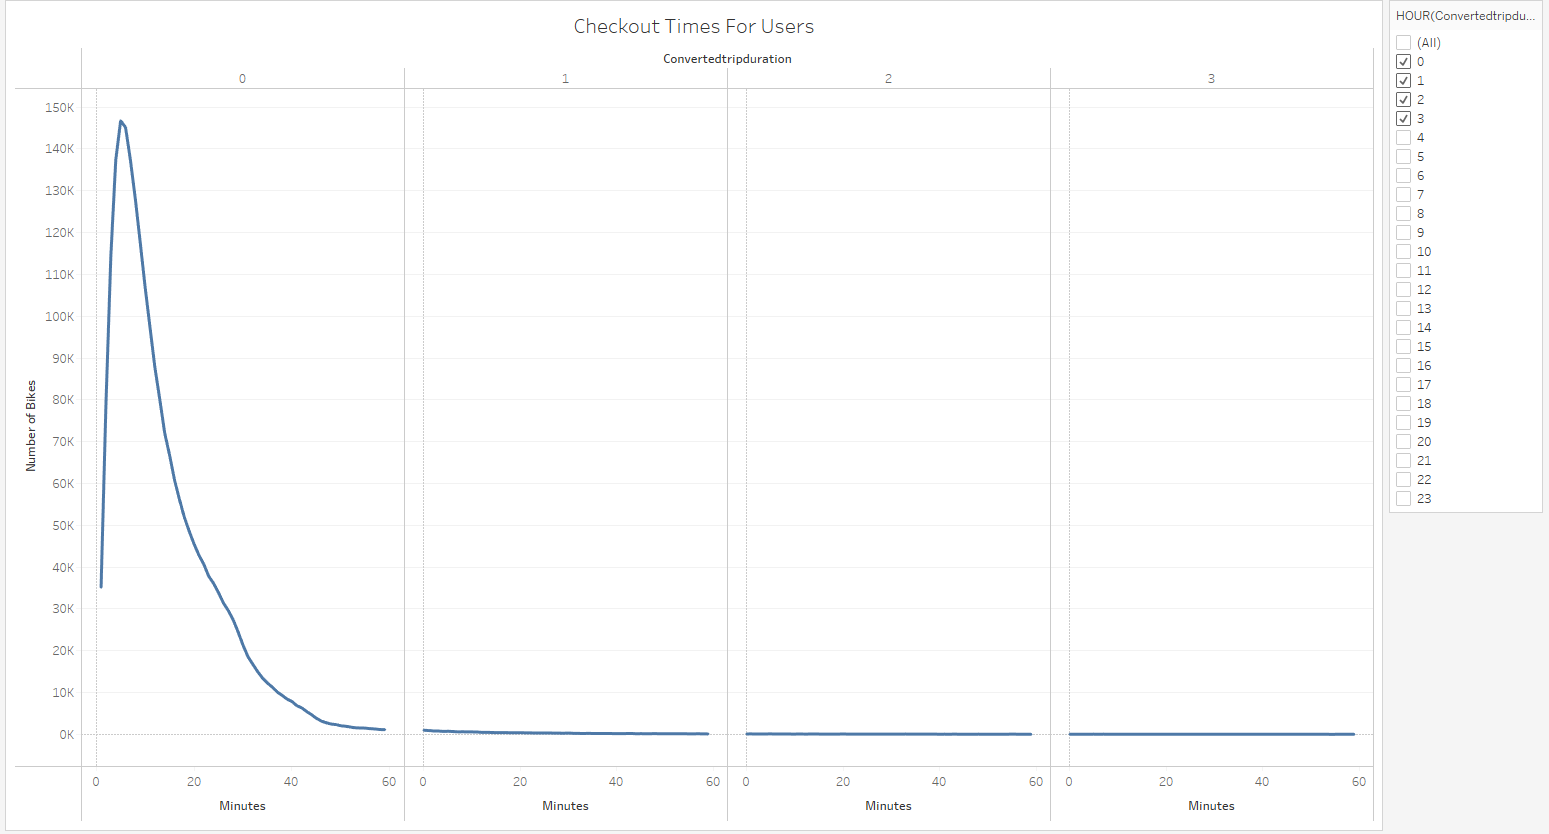 Checkout Times For Users
Convertedtripduration
0 1 2 3
150K
140K
130K
120K
110K
100K
90K
80K
70K
60K
50K
40K
30K
20K
10K
0K
Number of Bikes
0 20 40 60 0 20 40 60 0 20 40 60 0 20 40 60
Minutes Minutes Minutes Minutes
HOUR(Convertedtripdu...
(All)
0
1
2
3
4
5
6
7
8
9
10
11
12
13
14
15
16
17
18
19
20
21
22
23